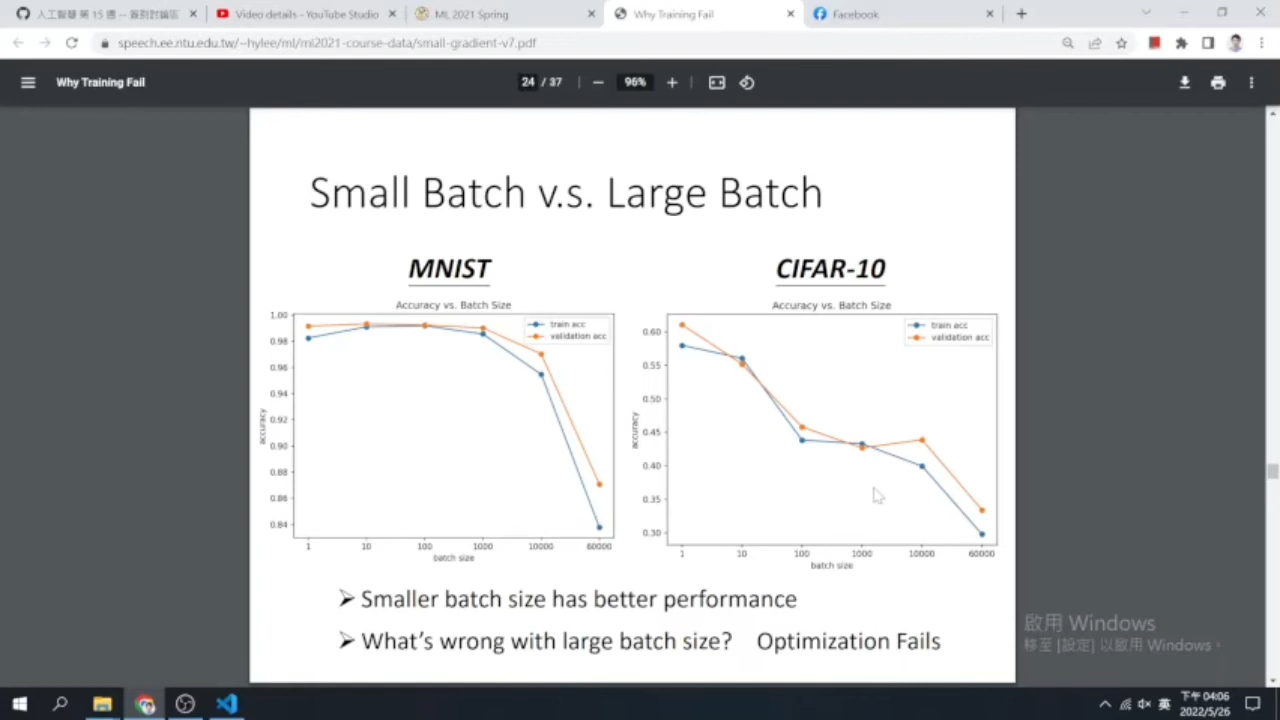 人工智慧 第 15 週 -- 簽到討論區
Video details - YouTube Studio
ML 2021 Spring
Why Training Fail
Facebook
speech.ee.ntu.edu.tw/~hylee/ml/ml2021-course-data/small-gradient-v7.pdf
Why Training Fail
24 / 37
96%
Small Batch v.s. Large Batch
MNIST
CIFAR-10
Accuracy vs. Batch Size
train acc
validation acc
1.00
0.98
0.96
0.94
0.92
0.90
0.88
0.86
0.84
accuracy
1 10 100 1000 10000 60000
batch size
Accuracy vs. Batch Size
train acc
validation acc
0.60
0.55
0.50
0.45
0.40
0.35
0.30
accuracy
1 10 100 1000 10000 60000
batch size
➢ Smaller batch size has better performance
➢ What's wrong with large batch size? Optimization Fails
啟用 Windows
移至 [設定] 以啟用 Windows。
英
下午 04:06
2022/5/26